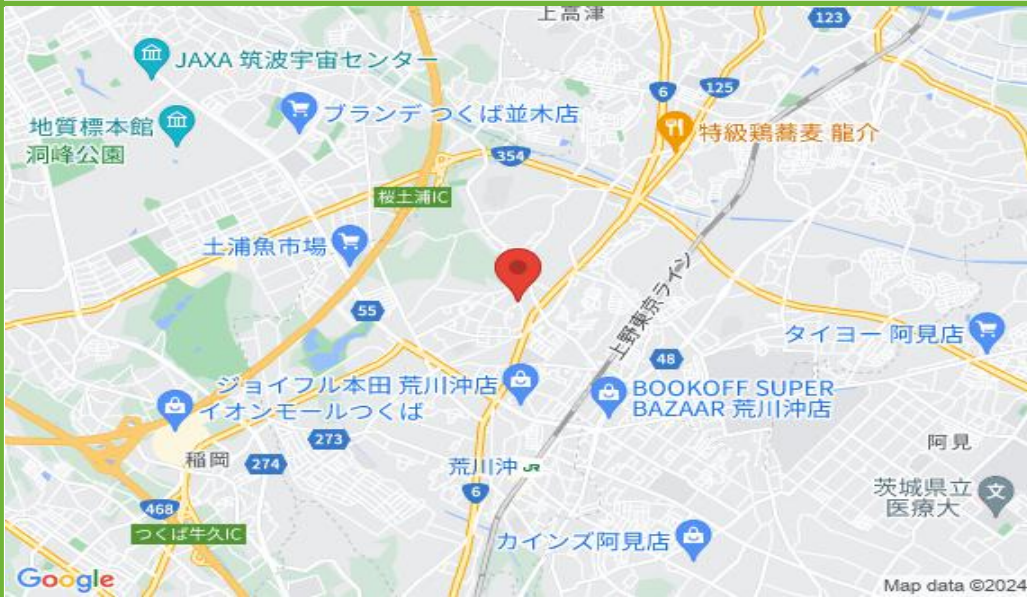 上高津
123
JAXA 筑波宇宙センター
6
125
地質標本館
洞峰公園
ブランデ つくば並木店
特級鶏蕎麦 龍介
354
桜土浦IC
土浦魚市場
55
上野東京ライン
48
タイヨー 阿見店
ジョイフル本田 荒川沖店
イオンモールつくば
BOOKOFF SUPER
BAZAAR 荒川沖店
273
稲岡
274
荒川沖 JR
阿見
6
茨城県立
医療大
468
つくば牛久IC
カインズ阿見店
Google
Map data ©2024